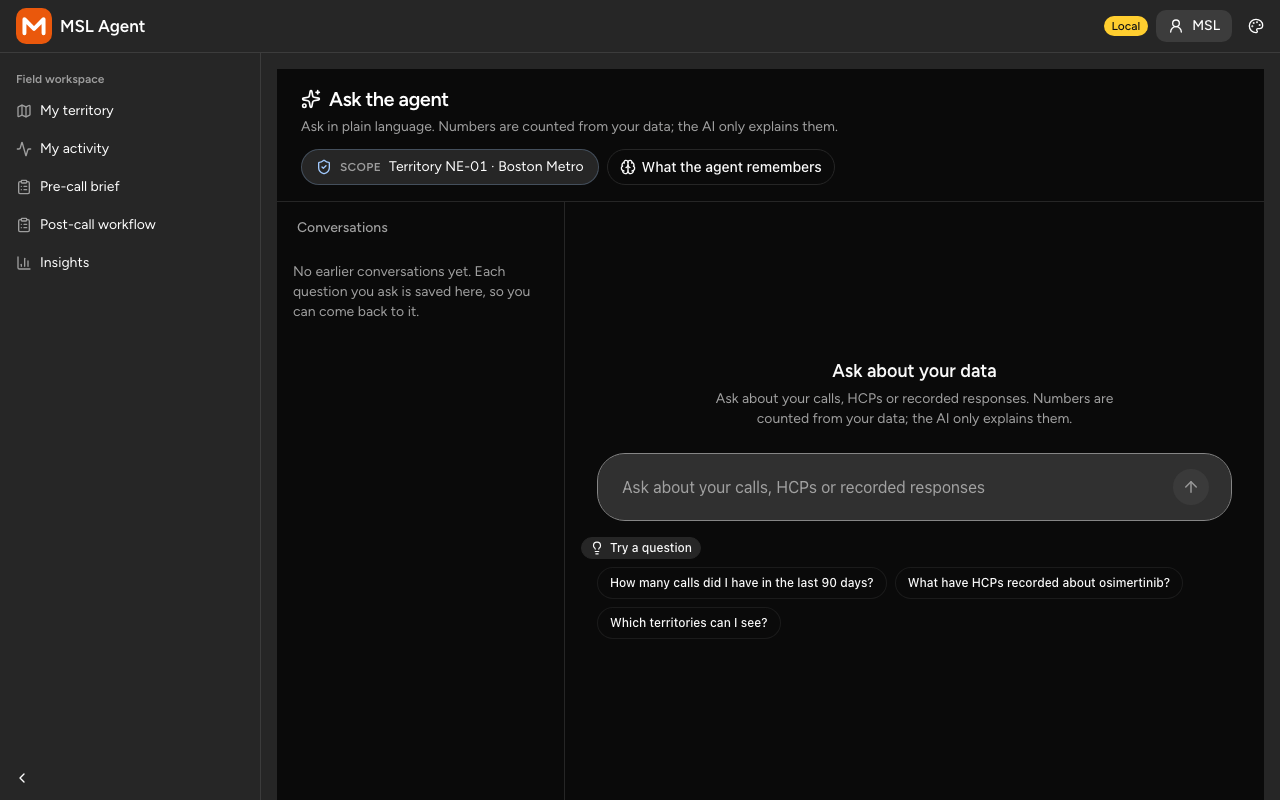 MSL Agent
Local
MSL
Field workspace
My territory
My activity
Pre-call brief
Post-call workflow
Insights
Ask the agent
Ask in plain language. Numbers are counted from your data; the AI only explains them.
SCOPE Territory NE-01 · Boston Metro
What the agent remembers
Conversations
No earlier conversations yet. Each
question you ask is saved here, so you
can come back to it.
Ask about your data
Ask about your calls, HCPs or recorded responses. Numbers are
counted from your data; the AI only explains them.
Ask about your calls, HCPs or recorded responses
Try a question
How many calls did I have in the last 90 days?
What have HCPs recorded about osimertinib?
Which territories can I see?